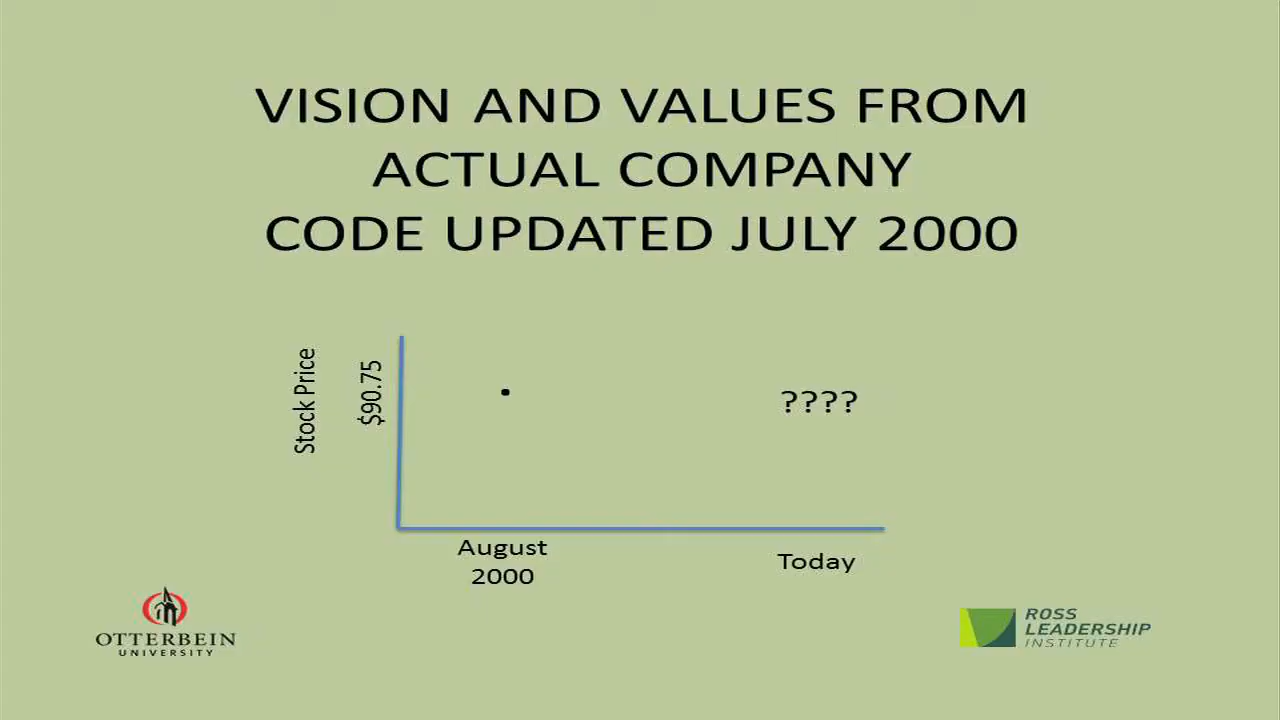 VISION AND VALUES FROM
ACTUAL COMPANY
CODE UPDATED JULY 2000
Stock Price
$90.75
.
????
August
2000
Today
OTTERBEIN
UNIVERSITY
ROSS
LEADERSHIP
INSTITUTE